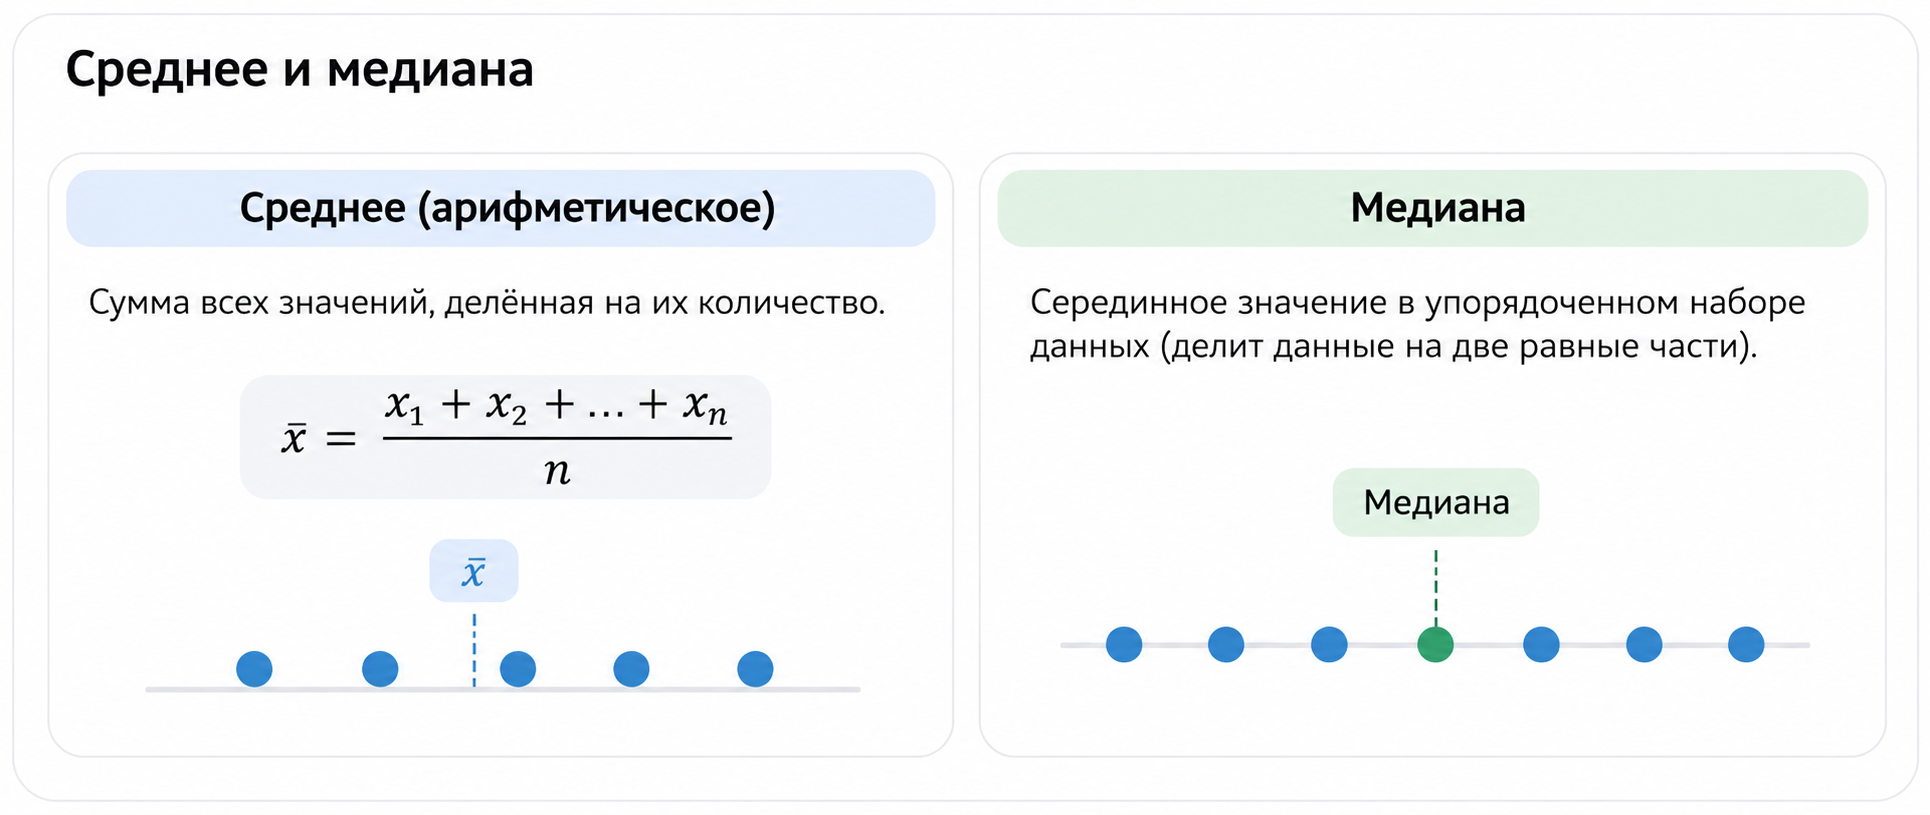 Среднее и медиана
Среднее (арифметическое)
Сумма всех значений, делённая на их количество.
x̄ = (x₁ + x₂ + ... + xₙ) / n
x̄
Медиана
Серединное значение в упорядоченном наборе
данных (делит данные на две равные части).
Медиана